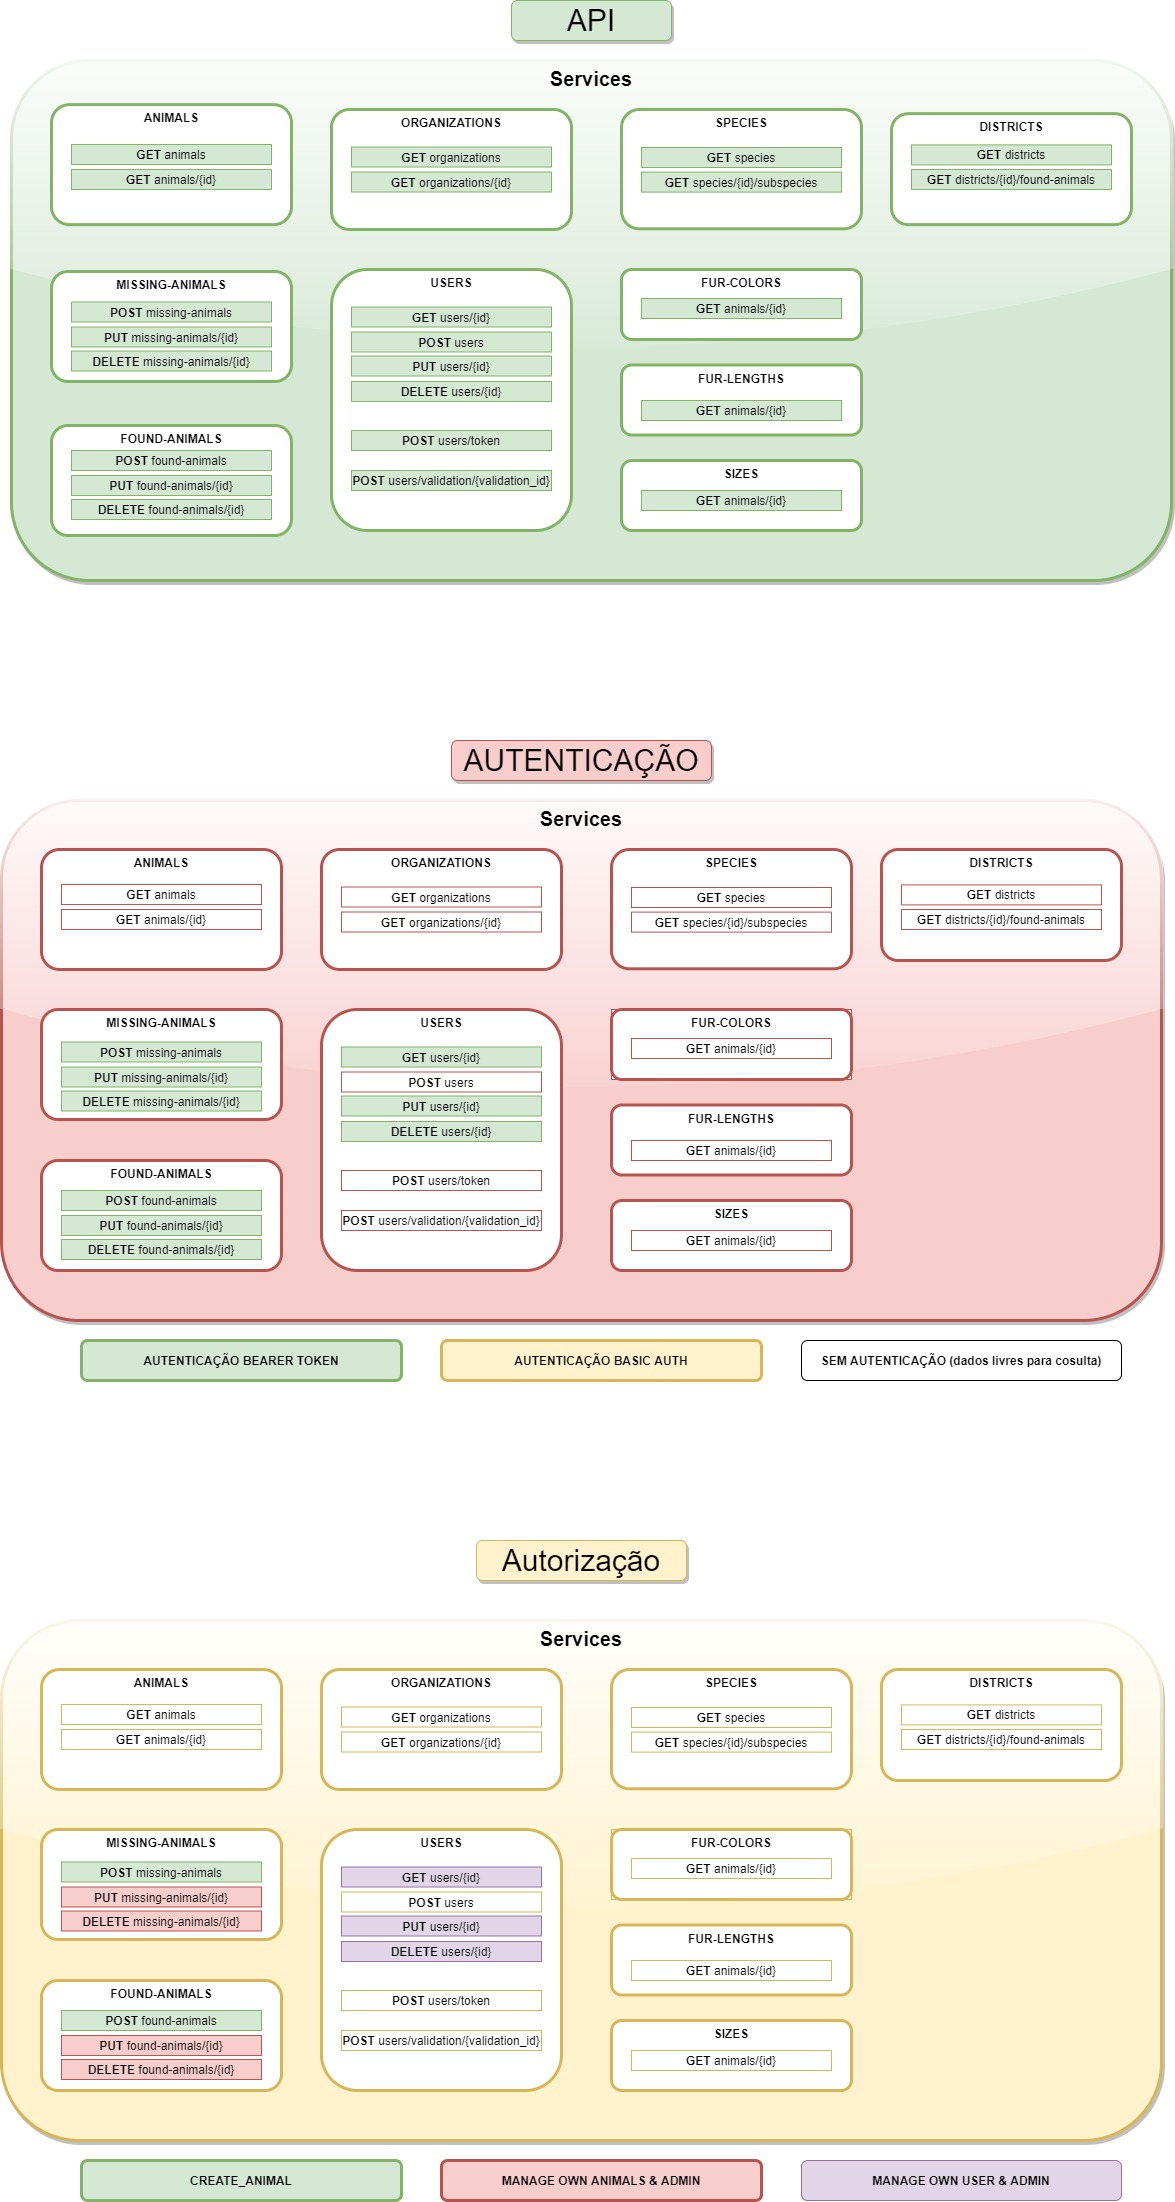 API
Services
ANIMALS
GET animals
GET animals/{id}
ORGANIZATIONS
GET organizations
GET organizations/{id}
SPECIES
GET species
GET species/{id}/subspecies
DISTRICTS
GET districts
GET districts/{id}/found-animals
MISSING-ANIMALS
POST missing-animals
PUT missing-animals/{id}
DELETE missing-animals/{id}
USERS
GET users/{id}
POST users
PUT users/{id}
DELETE users/{id}
POST users/token
POST users/validation/{validation_id}
FUR-COLORS
GET animals/{id}
FUR-LENGTHS
GET animals/{id}
SIZES
GET animals/{id}
FOUND-ANIMALS
POST found-animals
PUT found-animals/{id}
DELETE found-animals/{id}
AUTENTICAÇÃO
Services
ANIMALS
GET animals
GET animals/{id}
ORGANIZATIONS
GET organizations
GET organizations/{id}
SPECIES
GET species
GET species/{id}/subspecies
DISTRICTS
GET districts
GET districts/{id}/found-animals
MISSING-ANIMALS
POST missing-animals
PUT missing-animals/{id}
DELETE missing-animals/{id}
USERS
GET users/{id}
POST users
PUT users/{id}
DELETE users/{id}
POST users/token
POST users/validation/{validation_id}
FUR-COLORS
GET animals/{id}
FUR-LENGTHS
GET animals/{id}
SIZES
GET animals/{id}
FOUND-ANIMALS
POST found-animals
PUT found-animals/{id}
DELETE found-animals/{id}
AUTENTICAÇÃO BEARER TOKEN
AUTENTICAÇÃO BASIC AUTH
SEM AUTENTICAÇÃO (dados livres para cosulta)
Autorização
Services
ANIMALS
GET animals
GET animals/{id}
ORGANIZATIONS
GET organizations
GET organizations/{id}
SPECIES
GET species
GET species/{id}/subspecies
DISTRICTS
GET districts
GET districts/{id}/found-animals
MISSING-ANIMALS
POST missing-animals
PUT missing-animals/{id}
DELETE missing-animals/{id}
USERS
GET users/{id}
POST users
PUT users/{id}
DELETE users/{id}
POST users/token
POST users/validation/{validation_id}
FUR-COLORS
GET animals/{id}
FUR-LENGTHS
GET animals/{id}
SIZES
GET animals/{id}
FOUND-ANIMALS
POST found-animals
PUT found-animals/{id}
DELETE found-animals/{id}
CREATE_ANIMAL
MANAGE OWN ANIMALS & ADMIN
MANAGE OWN USER & ADMIN